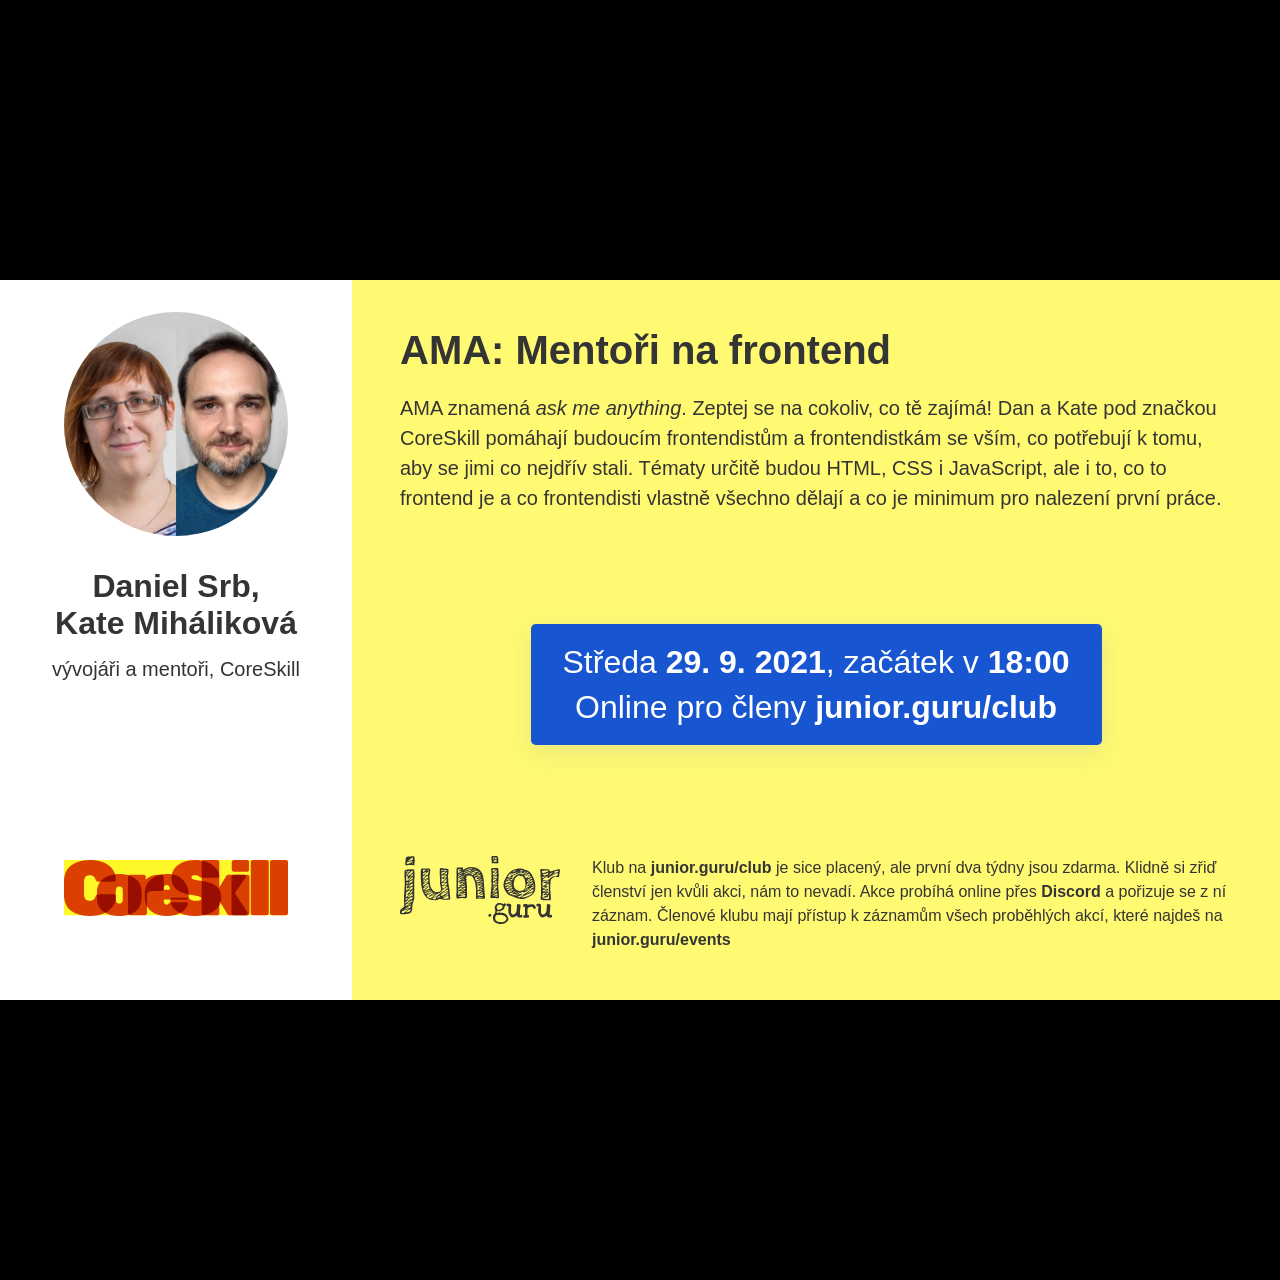 Daniel Srb,
Kate Miháliková
vývojáři a mentoři, CoreSkill
CoreSkill
AMA: Mentoři na frontend
AMA znamená ask me anything. Zeptej se na cokoliv, co tě zajímá! Dan a Kate pod značkou
CoreSkill pomáhají budoucím frontendistům a frontendistkám se vším, co potřebují k tomu,
aby se jimi co nejdřív stali. Tématy určitě budou HTML, CSS i JavaScript, ale i to, co to
frontend je a co frontendisti vlastně všechno dělají a co je minimum pro nalezení první práce.
Středa 29. 9. 2021, začátek v 18:00
Online pro členy junior.guru/club
junior
.guru
Klub na junior.guru/club je sice placený, ale první dva týdny jsou zdarma. Klidně si zřiď
členství jen kvůli akci, nám to nevadí. Akce probíhá online přes Discord a pořizuje se z ní
záznam. Členové klubu mají přístup k záznamům všech proběhlých akcí, které najdeš na
junior.guru/events